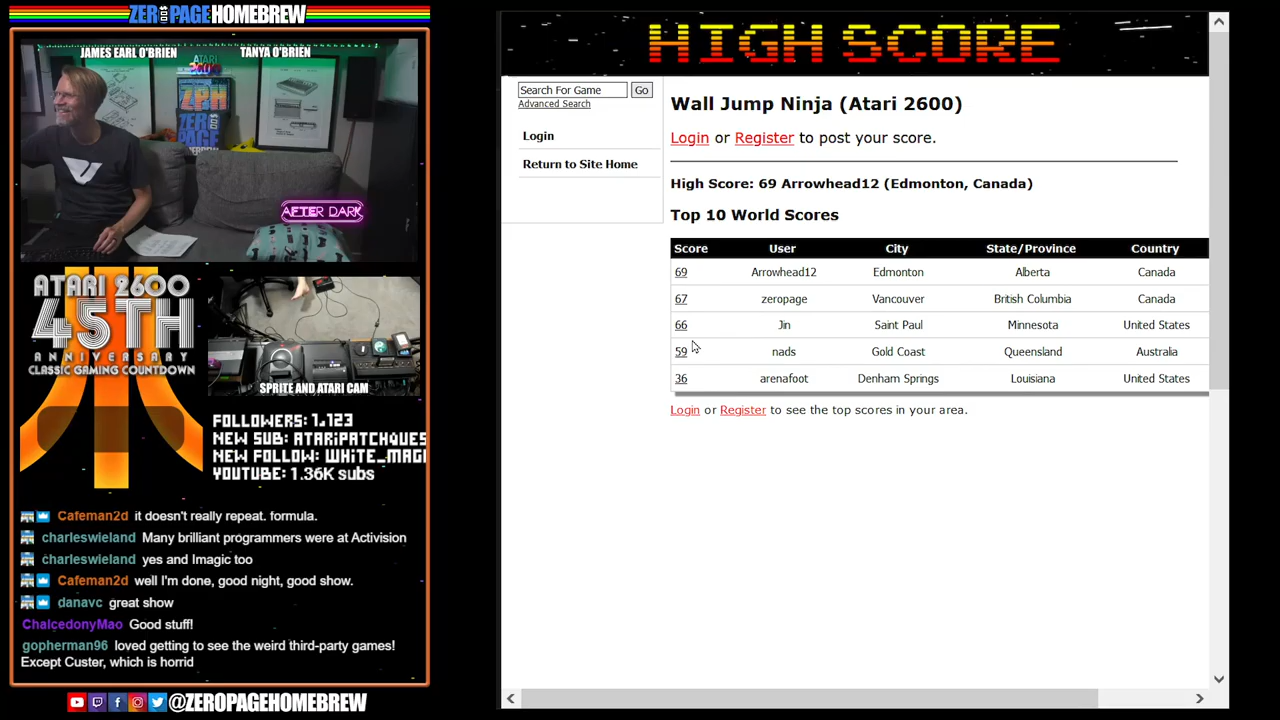 ZERO PAGE HOMEBREW
JAMES EARL O'BRIEN
TANYA O'BRIEN
ATARI
ZPH
ZERO
PAGE
HOMEBREW
AFTER DARK
ATARI 2600
45TH
ANNIVERSARY
CLASSIC GAMING COUNTDOWN
SPRITE AND ATARI CAM
FOLLOWERS: 1,123
NEW SUB: ATARIPATCHQUES
NEW FOLLOW: WHITE_MAG
YOUTUBE: 1.36K subs
Cafeman2d it doesn't really repeat. formula.
charleswieland Many brilliant programmers were at Activision
charleswieland yes and Imagic too
Cafeman2d well I'm done, good night, good show.
danavc great show
ChalcedonyMao Good stuff!
gopherman96 loved getting to see the weird third-party games!
Except Custer, which is horrid
@ZEROPAGEHOMEBREW
HIGH SCORE
Search For Game Go
Advanced Search
Login
Return to Site Home
Wall Jump Ninja (Atari 2600)
Login or Register to post your score.
High Score: 69 Arrowhead12 (Edmonton, Canada)
Top 10 World Scores
Score User City State/Province Country
69 Arrowhead12 Edmonton Alberta Canada
67 zeropage Vancouver British Columbia Canada
66 Jin Saint Paul Minnesota United States
59 nads Gold Coast Queensland Australia
36 arenafoot Denham Springs Louisiana United States
Login or Register to see the top scores in your area.